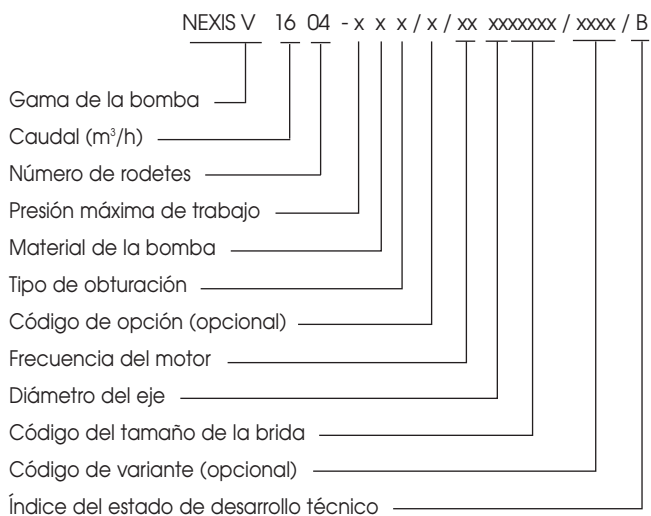 NEXIS V 16 04 - x x x / x / xx xxxxxxx / xxxx / B
Gama de la bomba
Caudal (m³/h)
Número de rodetes
Presión máxima de trabajo
Material de la bomba
Tipo de obturación
Código de opción (opcional)
Frecuencia del motor
Diámetro del eje
Código del tamaño de la brida
Código de variante (opcional)
Índice del estado de desarrollo técnico